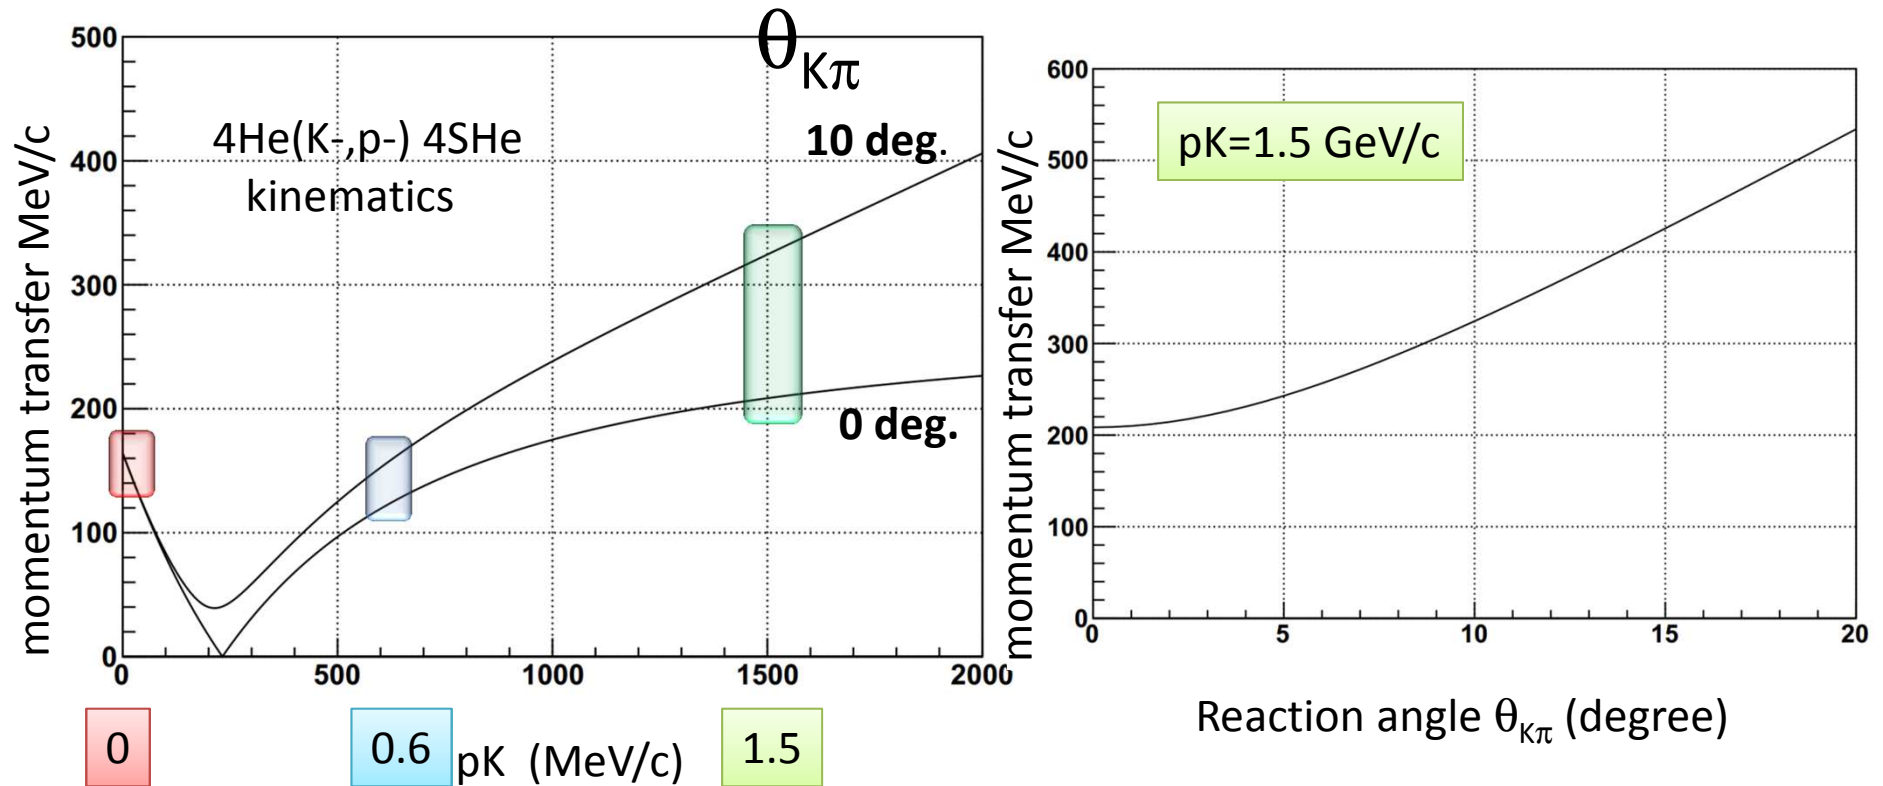 momentum transfer MeV/c
500
400
300
200
100
0
4He(K-,p-) 4SHe
kinematics
θKπ
10 deg.
0 deg.
0
500
1000
1500
2000
0
0.6
pK (MeV/c)
1.5
momentum transfer MeV/c
600
500
400
300
200
100
0
pK=1.5 GeV/c
0
5
10
15
20
Reaction angle θKπ (degree)